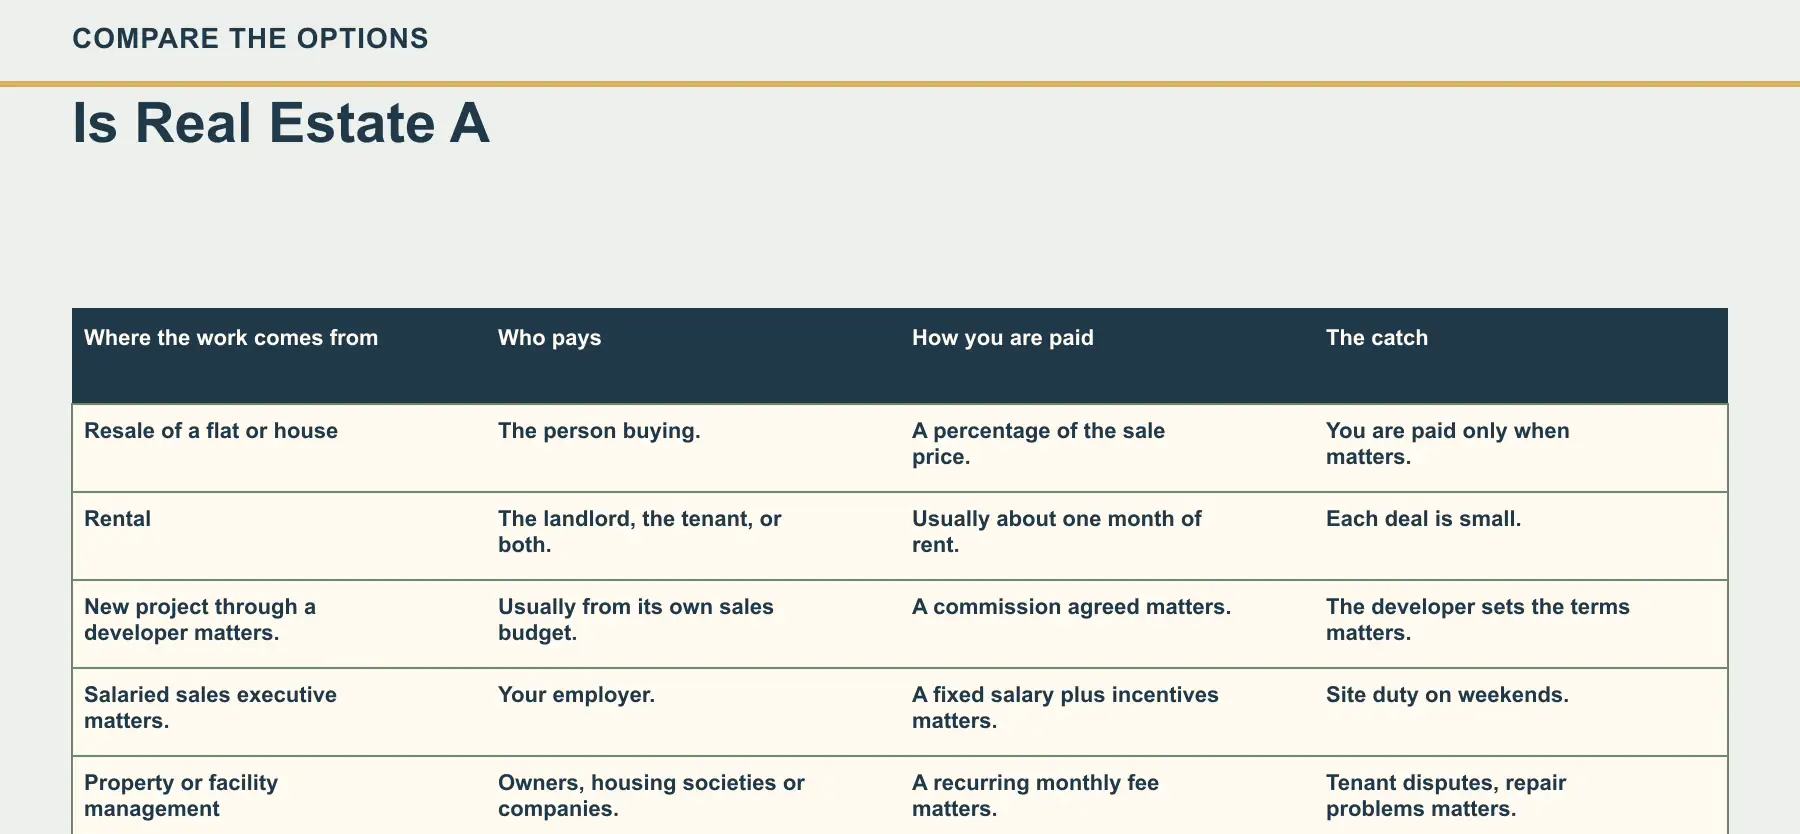 COMPARE THE OPTIONS
Is Real Estate A
Where the work comes from
Who pays
How you are paid
The catch
Resale of a flat or house
The person buying.
A percentage of the sale
price.
You are paid only when
matters.
Rental
The landlord, the tenant, or
both.
Usually about one month of
rent.
Each deal is small.
New project through a
developer matters.
Usually from its own sales
budget.
A commission agreed matters.
The developer sets the terms
matters.
Salaried sales executive
matters.
Your employer.
A fixed salary plus incentives
matters.
Site duty on weekends.
Property or facility
management
Owners, housing societies or
companies.
A recurring monthly fee
matters.
Tenant disputes, repair
problems matters.